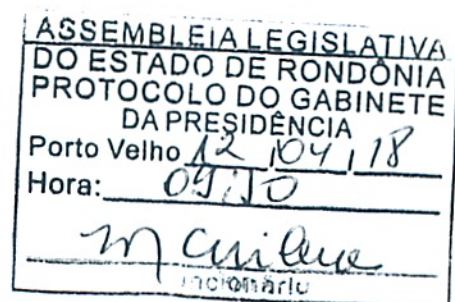 ASSEMBLEIA LEGISLATIVA
DO ESTADO DE RONDÔNIA
PROTOCOLO DO GABINETE
DA PRESIDÊNCIA
Porto Velho 12 / 04 / 18
Hora: 09:10